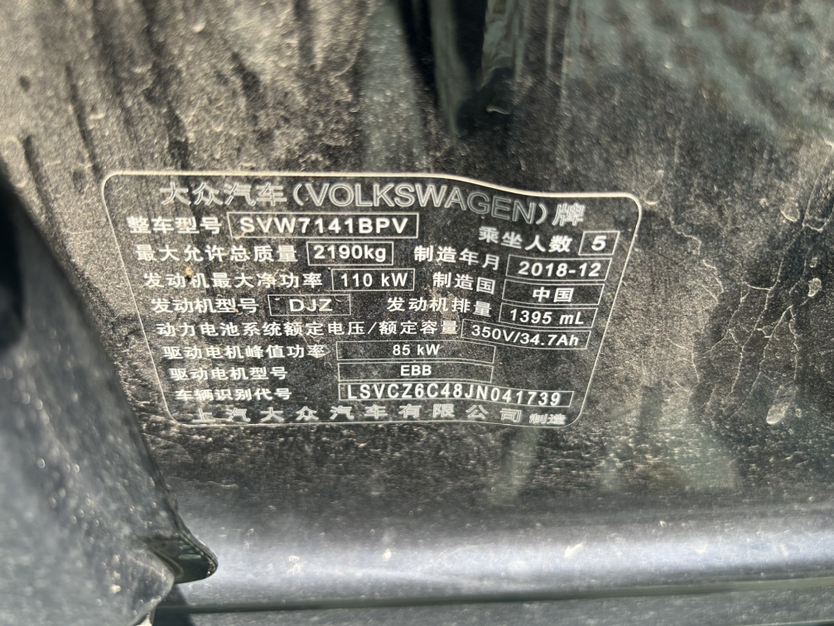 大众汽车(VOLKSWAGEN)牌
整车型号 SVW7141BPV 乘坐人数 5
最大允许总质量 2190kg 制造年月 2018-12
发动机最大净功率 110 kW 制造国 中国
发动机型号 DJZ 发动机排量 1395 mL
动力电池系统额定电压/额定容量 350V/34.7Ah
驱动电机峰值功率 85 kW
驱动电机型号 EBB
车辆识别代号 LSVCZ6C48JN041739
上汽大众汽车有限公司 制造